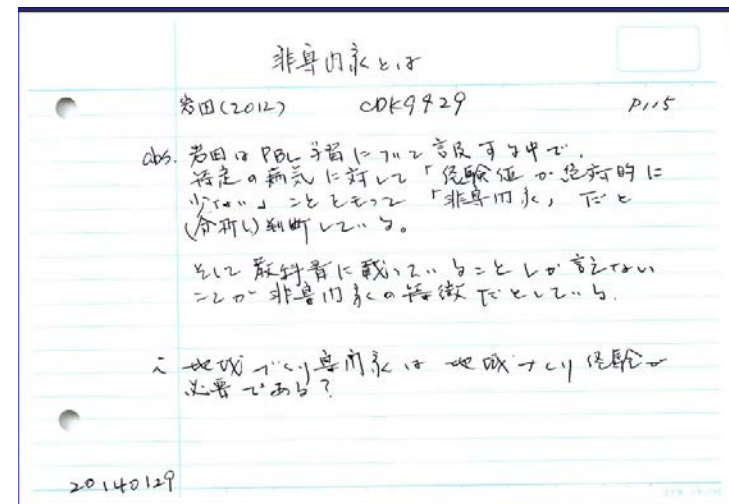 非専門家とは
岩田(2012) CDK9429 P115
abs. 岩田はPBL学習について言及する中で、
特定の病気に対して「経験値が絶対的に
少ない」ことをもって「非専門家」だと
(分析し)判断している。
そして教科書に載っていることしか言えない
ことが非専門家の特徴だとしている。
i 地域づくり専門家は地域づくり経験が
必要である?
20140129